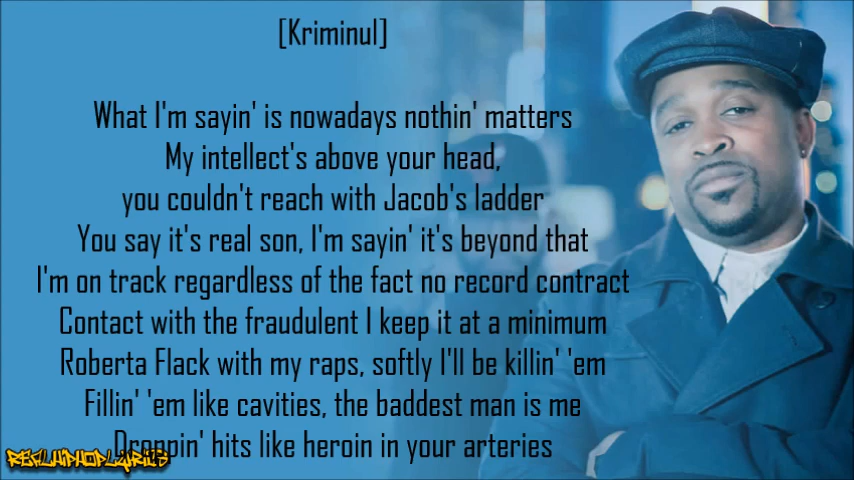 [Kriminul]
What I'm sayin' is nowadays nothin' matters
My intellect's above your head,
you couldn't reach with Jacob's ladder
You say it's real son, I'm sayin' it's beyond that
I'm on track regardless of the fact no record contract
Contact with the fraudulent I keep it at a minimum
Roberta Flack with my raps, softly I'll be killin' 'em
Fillin' 'em like cavities, the baddest man is me
Droppin' hits like heroin in your arteries
REALHIPHOPLYRICS